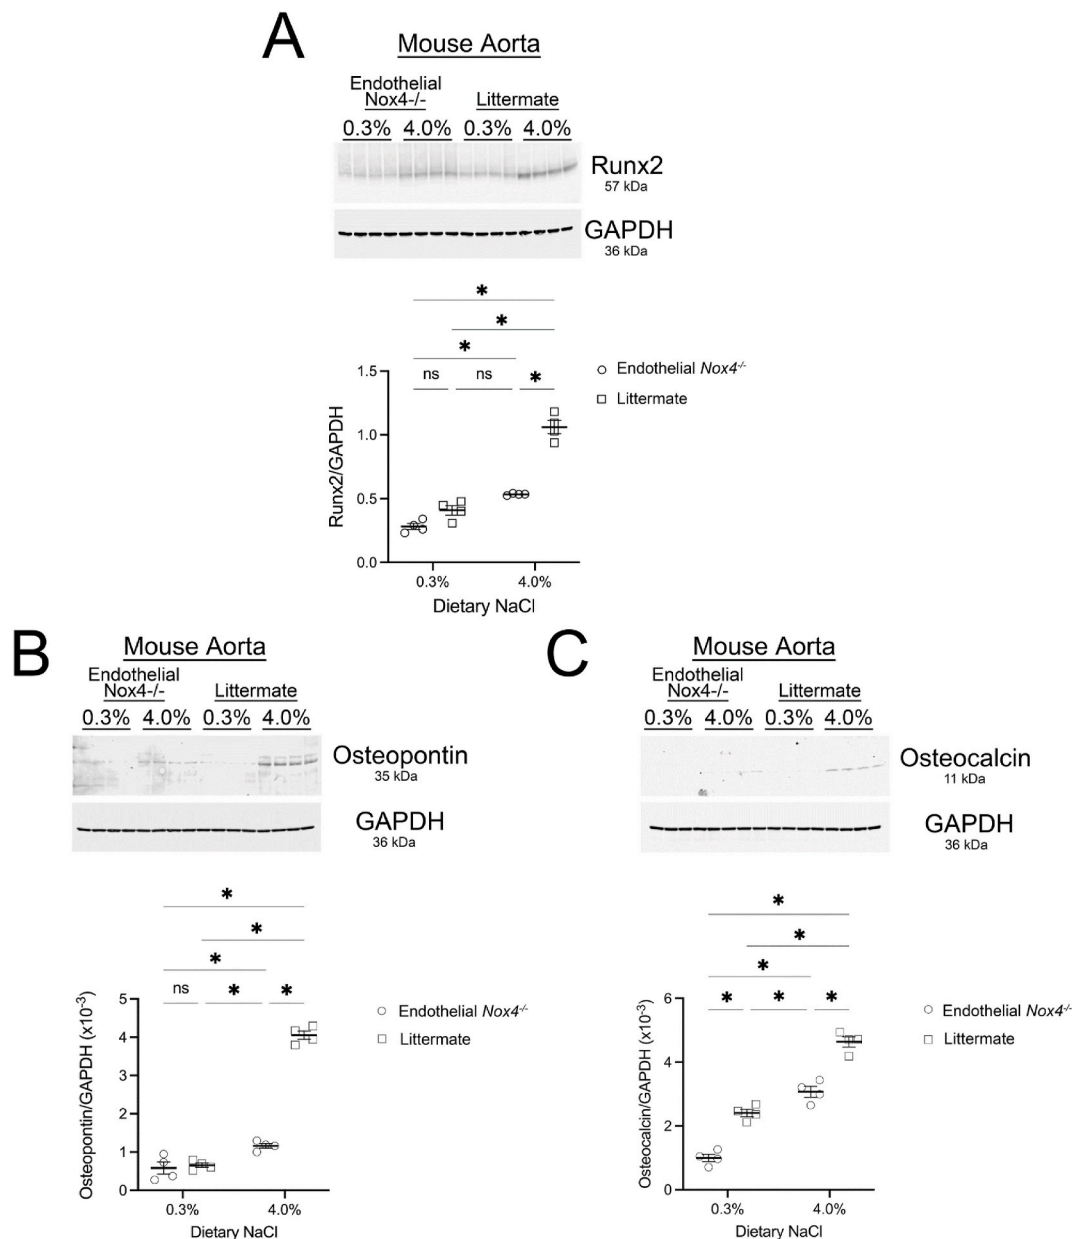 A
Mouse Aorta
Endothelial
Nox4-/-
Littermate
0.3% 4.0% 0.3% 4.0%
Runx2
57 kDa
GAPDH
36 kDa
*
*
*
ns ns *
Endothelial Nox4-/-
Littermate
1.5
1.0
0.5
0.0
Runx2/GAPDH
0.3% 4.0%
Dietary NaCl
B
Mouse Aorta
Endothelial
Nox4-/-
Littermate
0.3% 4.0% 0.3% 4.0%
Osteopontin
35 kDa
GAPDH
36 kDa
*
*
*
ns * *
Endothelial Nox4-/-
Littermate
5
4
3
2
1
0
Osteopontin/GAPDH (x10-3)
0.3% 4.0%
Dietary NaCl
C
Mouse Aorta
Endothelial
Nox4-/-
Littermate
0.3% 4.0% 0.3% 4.0%
Osteocalcin
11 kDa
GAPDH
36 kDa
*
*
*
* * *
Endothelial Nox4-/-
Littermate
6
4
2
0
Osteocalcin/GAPDH (x10-3)
0.3% 4.0%
Dietary NaCl